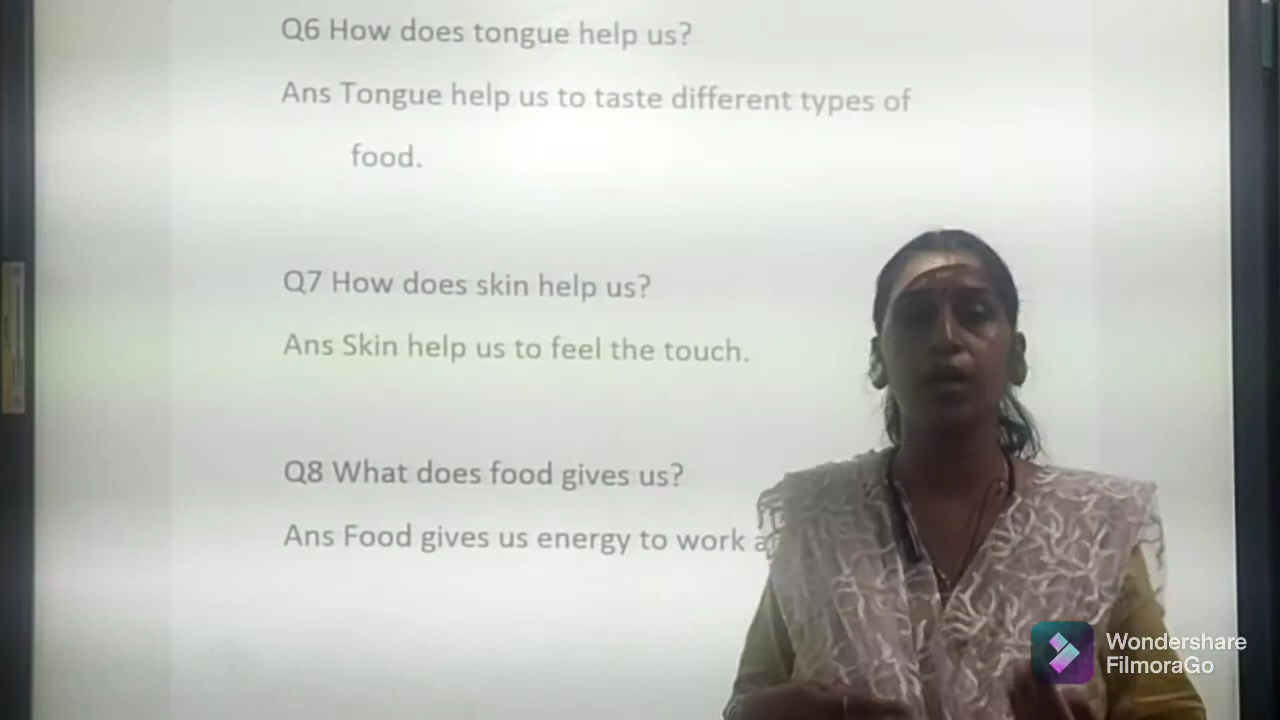 Q6 How does tongue help us?
Ans Tongue help us to taste different types of
food.
Q7 How does skin help us?
Ans Skin help us to feel the touch.
Q8 What does food gives us?
Ans Food gives us energy to work
Wondershare
FilmoraGo